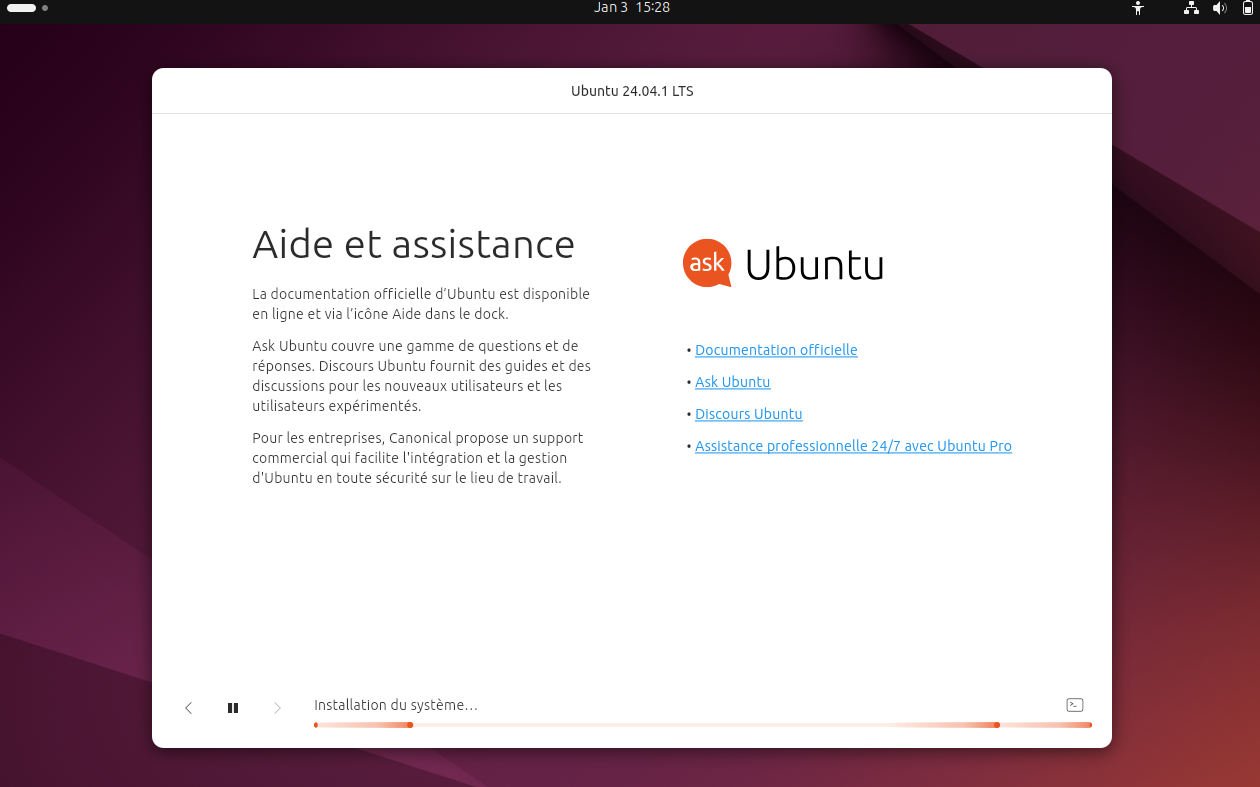 Jan 3 15:28
Ubuntu 24.04.1 LTS
Aide et assistance
La documentation officielle d’Ubuntu est disponible
en ligne et via l’icône Aide dans le dock.
Ask Ubuntu couvre une gamme de questions et de
réponses. Discours Ubuntu fournit des guides et des
discussions pour les nouveaux utilisateurs et les
utilisateurs expérimentés.
Pour les entreprises, Canonical propose un support
commercial qui facilite l'intégration et la gestion
d'Ubuntu en toute sécurité sur le lieu de travail.
ask Ubuntu
• Documentation officielle
• Ask Ubuntu
• Discours Ubuntu
• Assistance professionnelle 24/7 avec Ubuntu Pro
Installation du système…